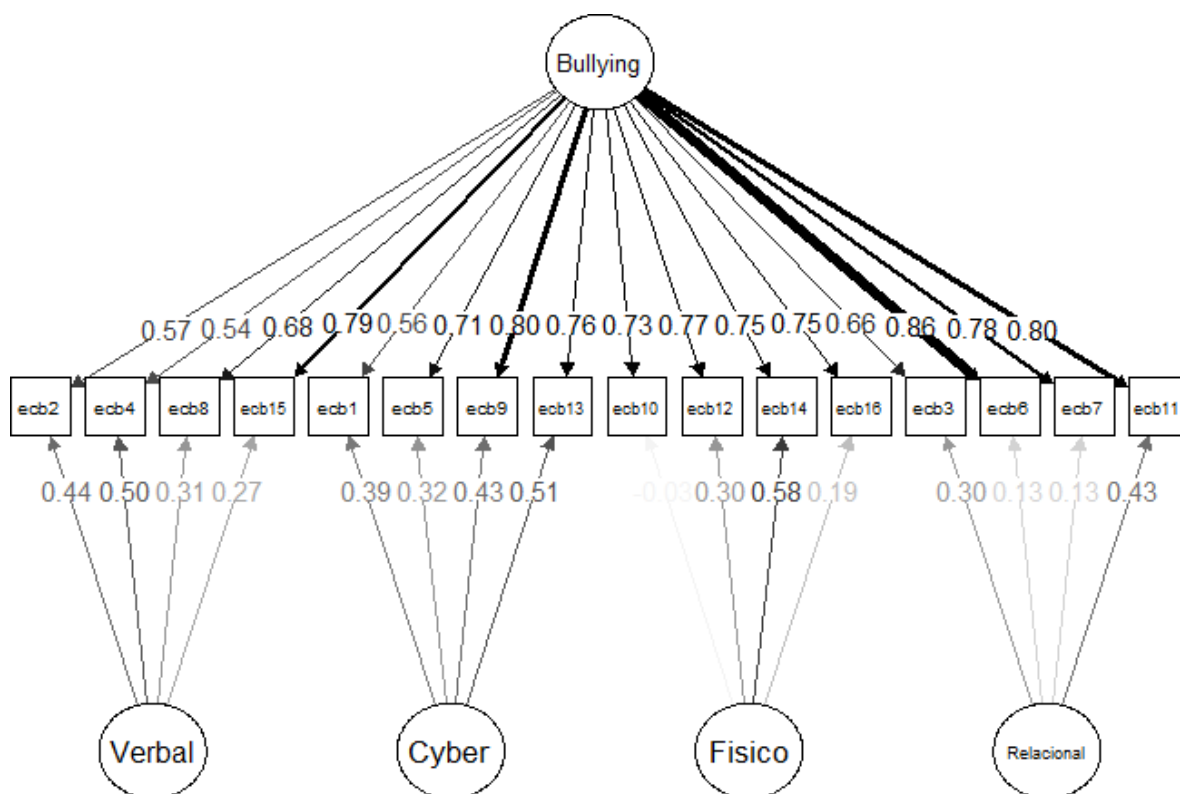 Bullying
0.57 0.54 0.68 0.79 0.56 0.71 0.80 0.76 0.73 0.77 0.75 0.75 0.66 0.86 0.78 0.80
ecb2 ecb4 ecb8 ecb15 ecb1 ecb5 ecb9 ecb13 ecb10 ecb12 ecb14 ecb16 ecb3 ecb6 ecb7 ecb11
0.44 0.50 0.31 0.27 0.39 0.32 0.43 0.51 -0.03 0.30 0.58 0.19 0.30 0.13 0.13 0.43
Verbal Cyber Fisico Relacional